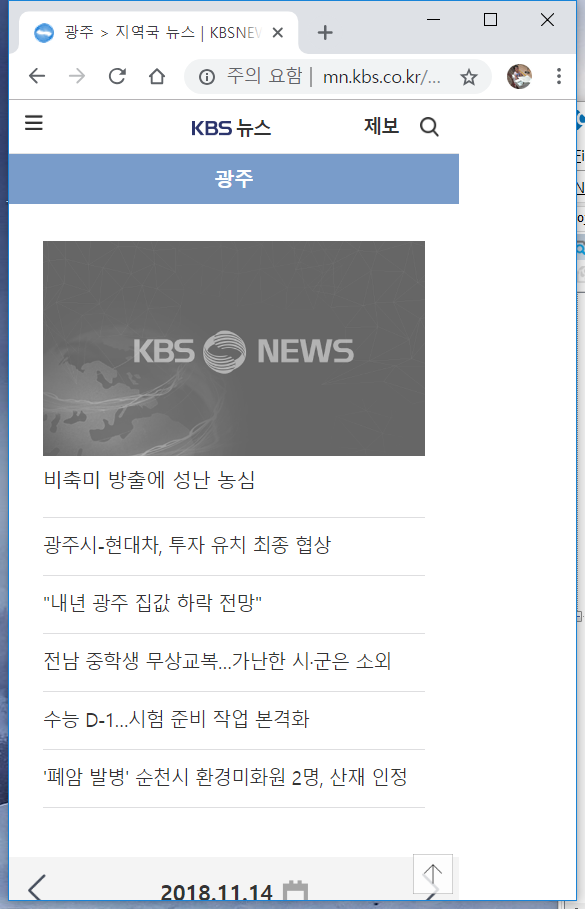 광주 > 지역국 뉴스 | KBSNEW
주의 요함 | mn.kbs.co.kr/...
KBS 뉴스 제보
광주
KBS NEWS
비축미 방출에 성난 농심
광주시-현대차, 투자 유치 최종 협상
"내년 광주 집값 하락 전망"
전남 중학생 무상교복...가난한 시·군은 소외
수능 D-1...시험 준비 작업 본격화
'폐암 발병' 순천시 환경미화원 2명, 산재 인정
2018.11.14